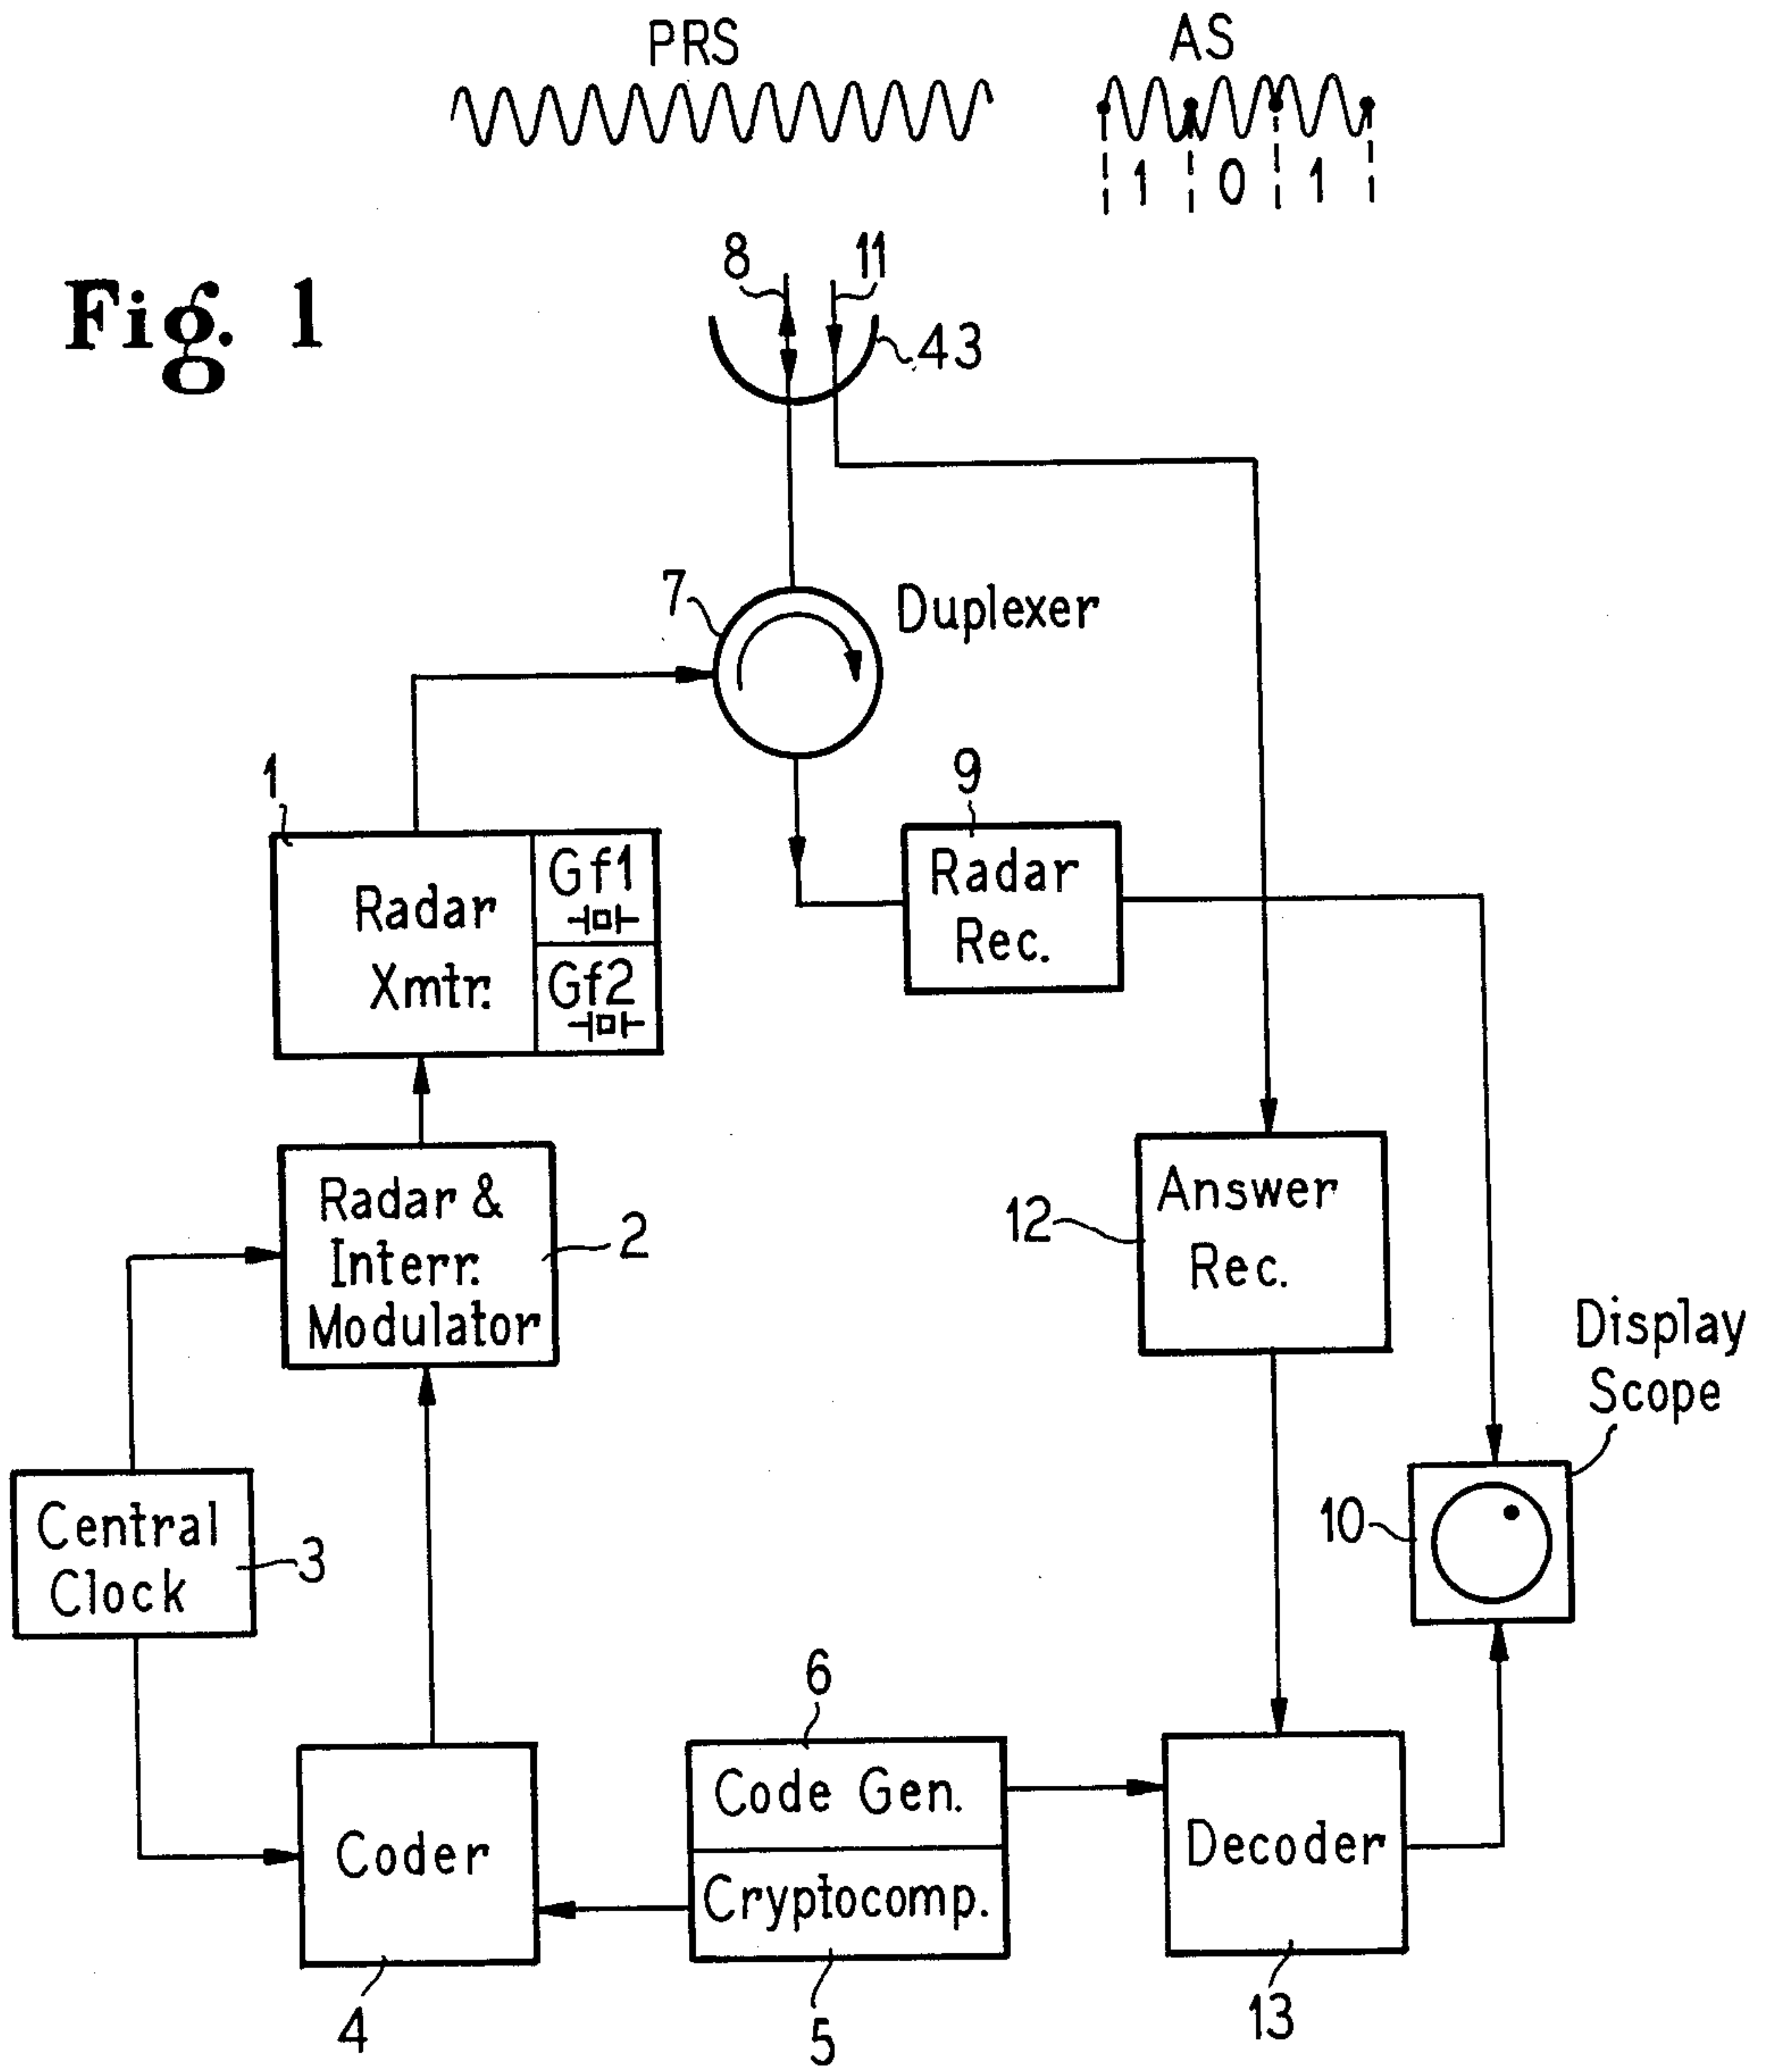 PRS
AS
1 0 1
Fig. 1
8
11
43
7
Duplexer
1
Radar
Xmtr.
Gf1
Gf2
9
Radar
Rec.
Radar &
Interr.
Modulator
2
12
Answer
Rec.
Display
Scope
10
Central
Clock
3
6
Code Gen.
Cryptocomp.
5
Coder
4
Decoder
13